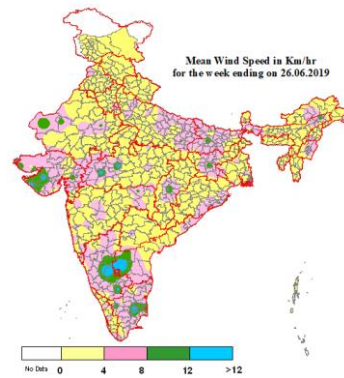 Mean Wind Speed in Km/hr
for the week ending on 26.06.2019
No Data 0 4 8 12 >12